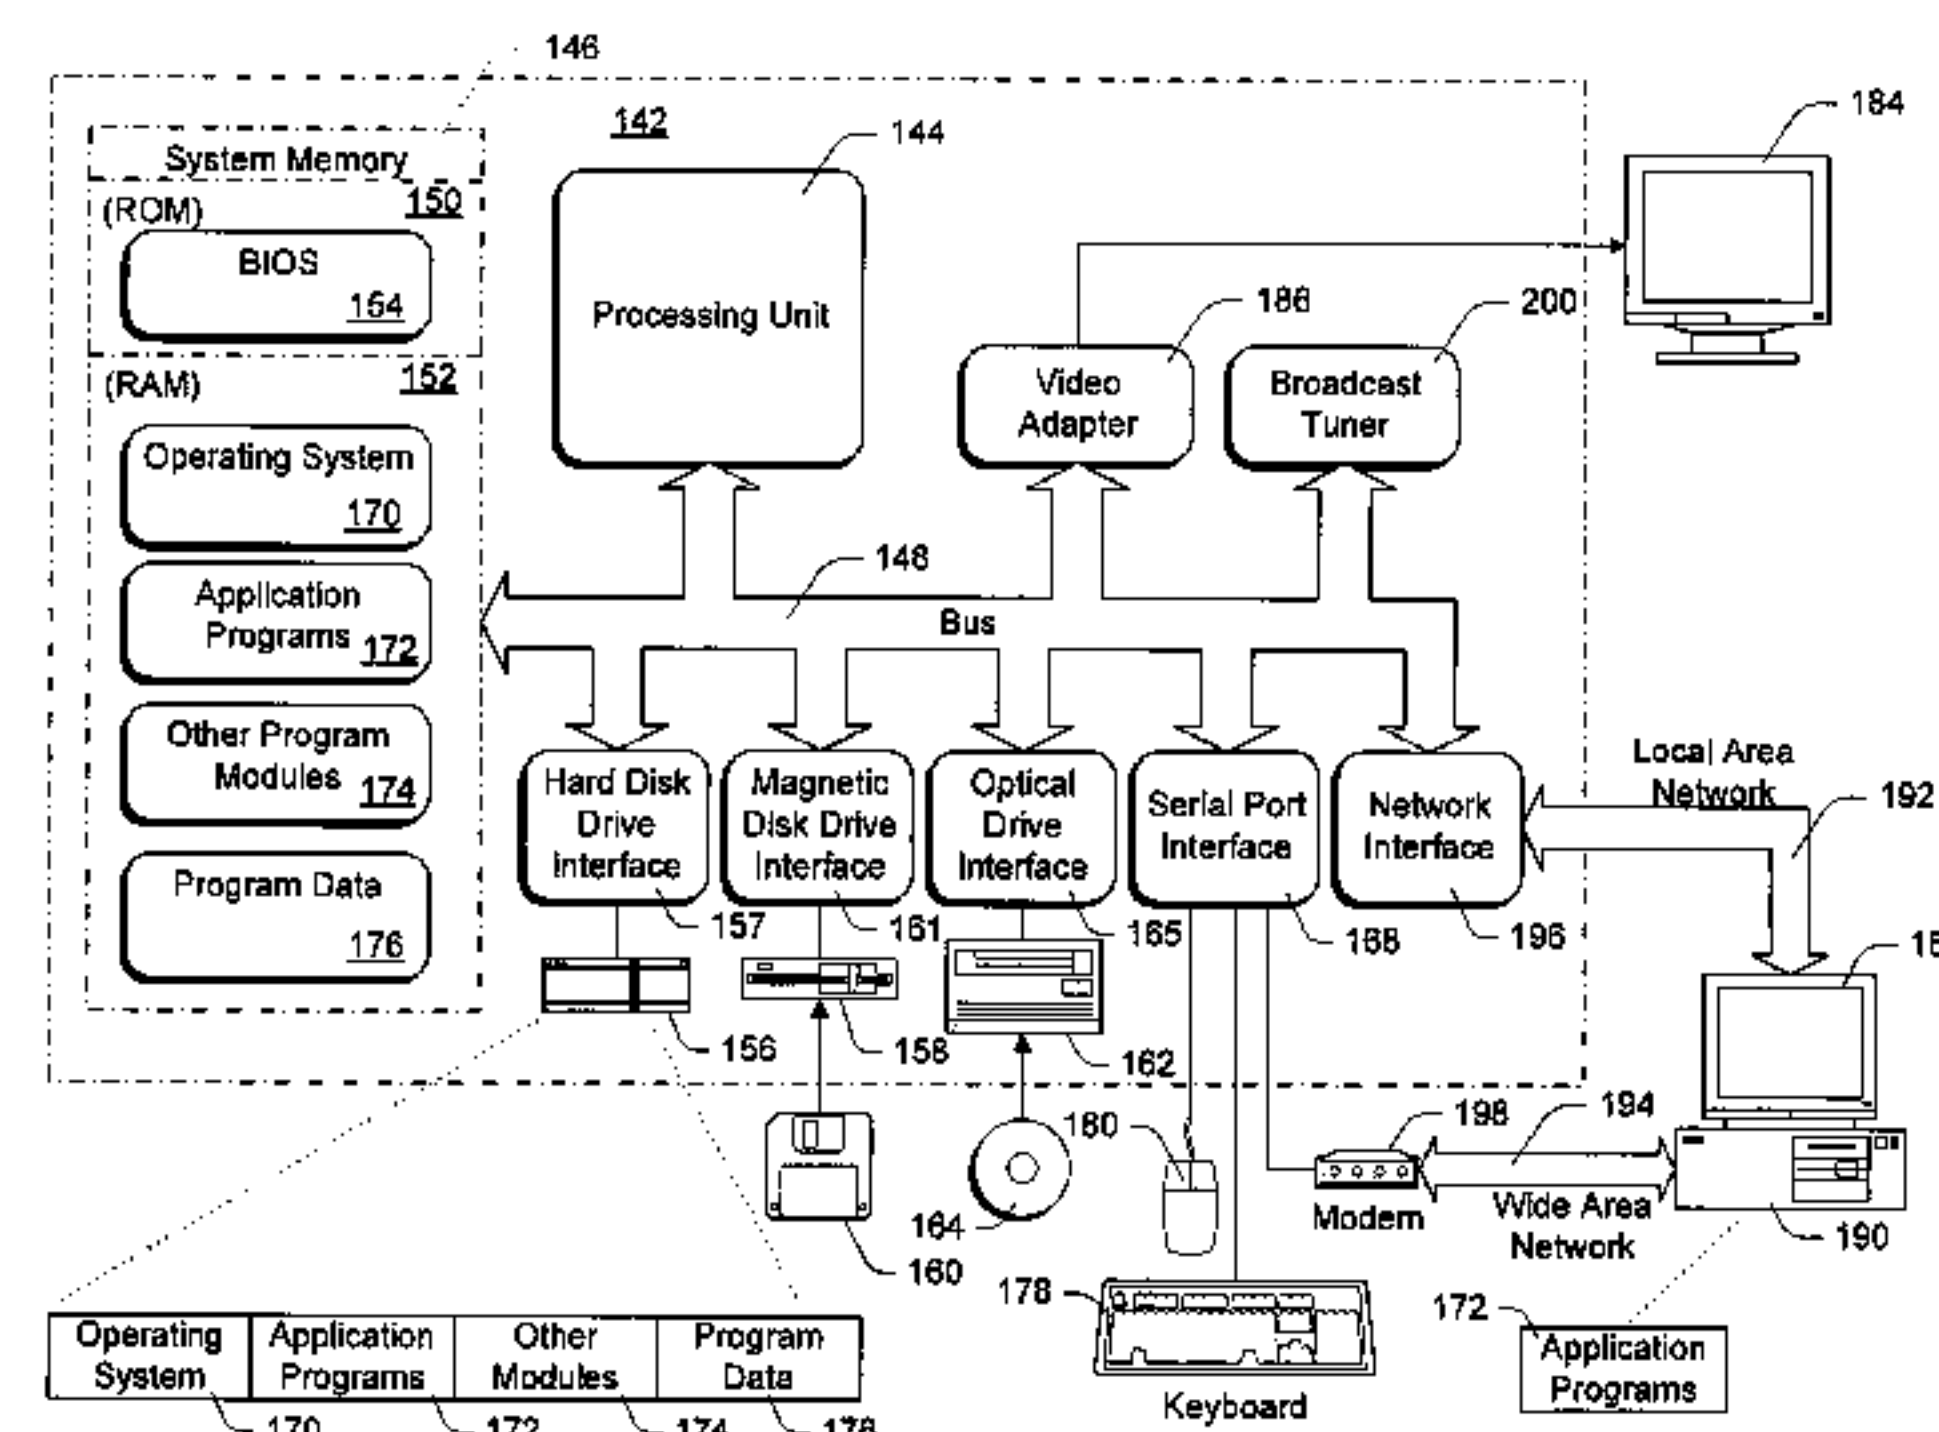 146
142
144
184
System Memory
(ROM)
150
BIOS
154
Processing Unit
186
200
(RAM)
152
Video
Adapter
Broadcast
Tuner
Operating System
170
148
Application
Programs
172
Bus
Other Program
Modules
174
Hard Disk
Drive
Interface
157
Magnetic
Disk Drive
Interface
161
Optical
Drive
Interface
165
Serial Port
Interface
168
Network
Interface
196
Local Area
Network
192
Program Data
176
156
158
162
180
198
194
Modem
Wide Area
Network
190
164
160
178
Keyboard
172
Application
Programs
Operating
System
170
Application
Programs
172
Other
Modules
174
Program
Data
176